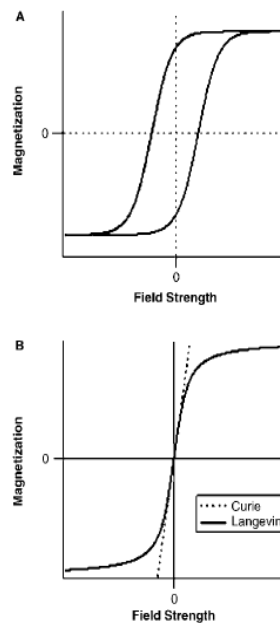 A
Magnetization
0
0
Field Strength
B
Magnetization
0
Curie
Langevin
0
Field Strength